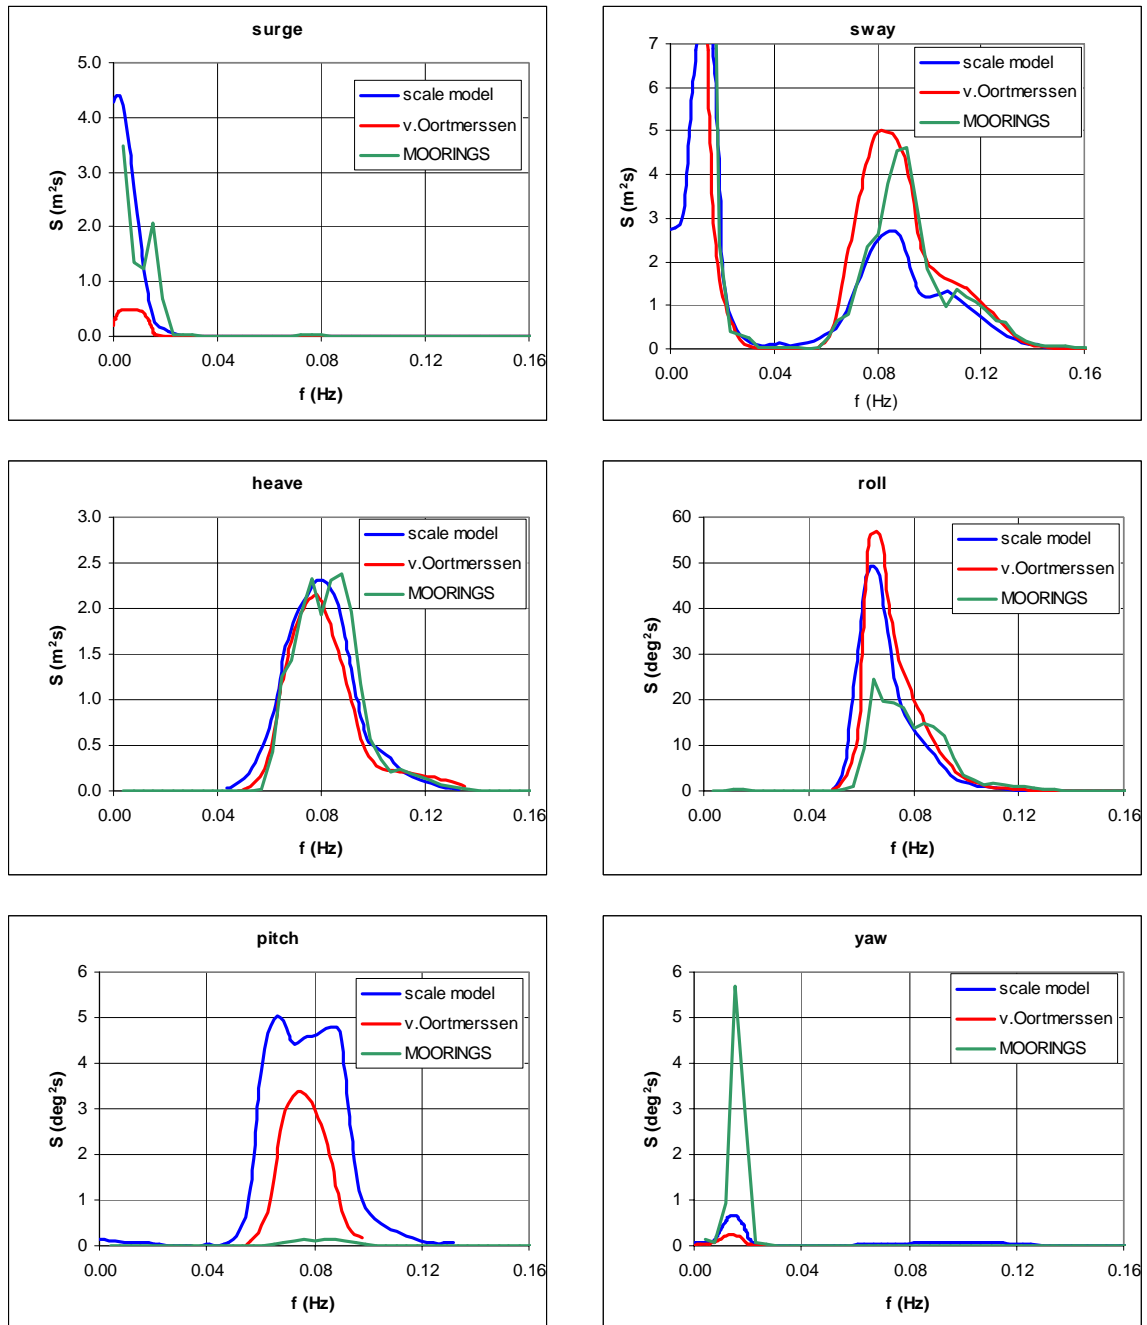 surge
5.0
4.0
3.0
2.0
1.0
0.0
S (m²s)
0.00 0.04 0.08 0.12 0.16
f (Hz)
scale model
v.Oortmerssen
MOORINGS
sway
7
6
5
4
3
2
1
0
S (m²s)
0.00 0.04 0.08 0.12 0.16
f (Hz)
scale model
v.Oortmerssen
MOORINGS
heave
3.0
2.5
2.0
1.5
1.0
0.5
0.0
S (m²s)
0.00 0.04 0.08 0.12 0.16
f (Hz)
scale model
v.Oortmerssen
MOORINGS
roll
60
50
40
30
20
10
0
S (deg²s)
0.00 0.04 0.08 0.12 0.16
f (Hz)
scale model
v.Oortmerssen
MOORINGS
pitch
6
5
4
3
2
1
0
S (deg²s)
0.00 0.04 0.08 0.12 0.16
f (Hz)
scale model
v.Oortmerssen
MOORINGS
yaw
6
5
4
3
2
1
0
S (deg²s)
0.00 0.04 0.08 0.12 0.16
f (Hz)
scale model
v.Oortmerssen
MOORINGS